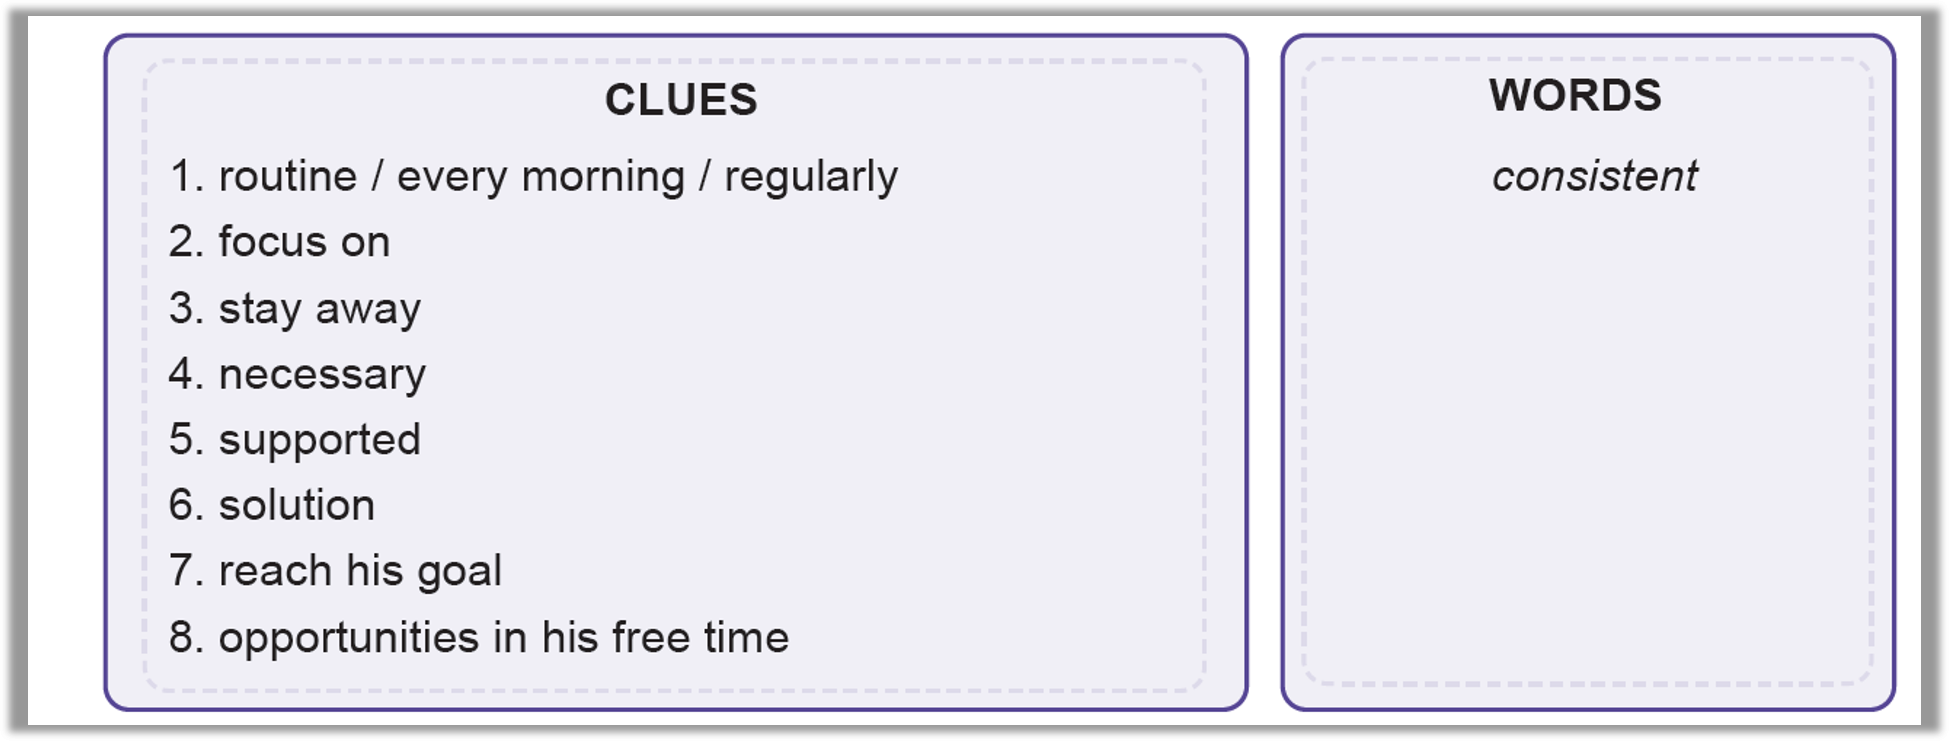 CLUES
1. routine / every morning / regularly
2. focus on
3. stay away
4. necessary
5. supported
6. solution
7. reach his goal
8. opportunities in his free time
WORDS
consistent